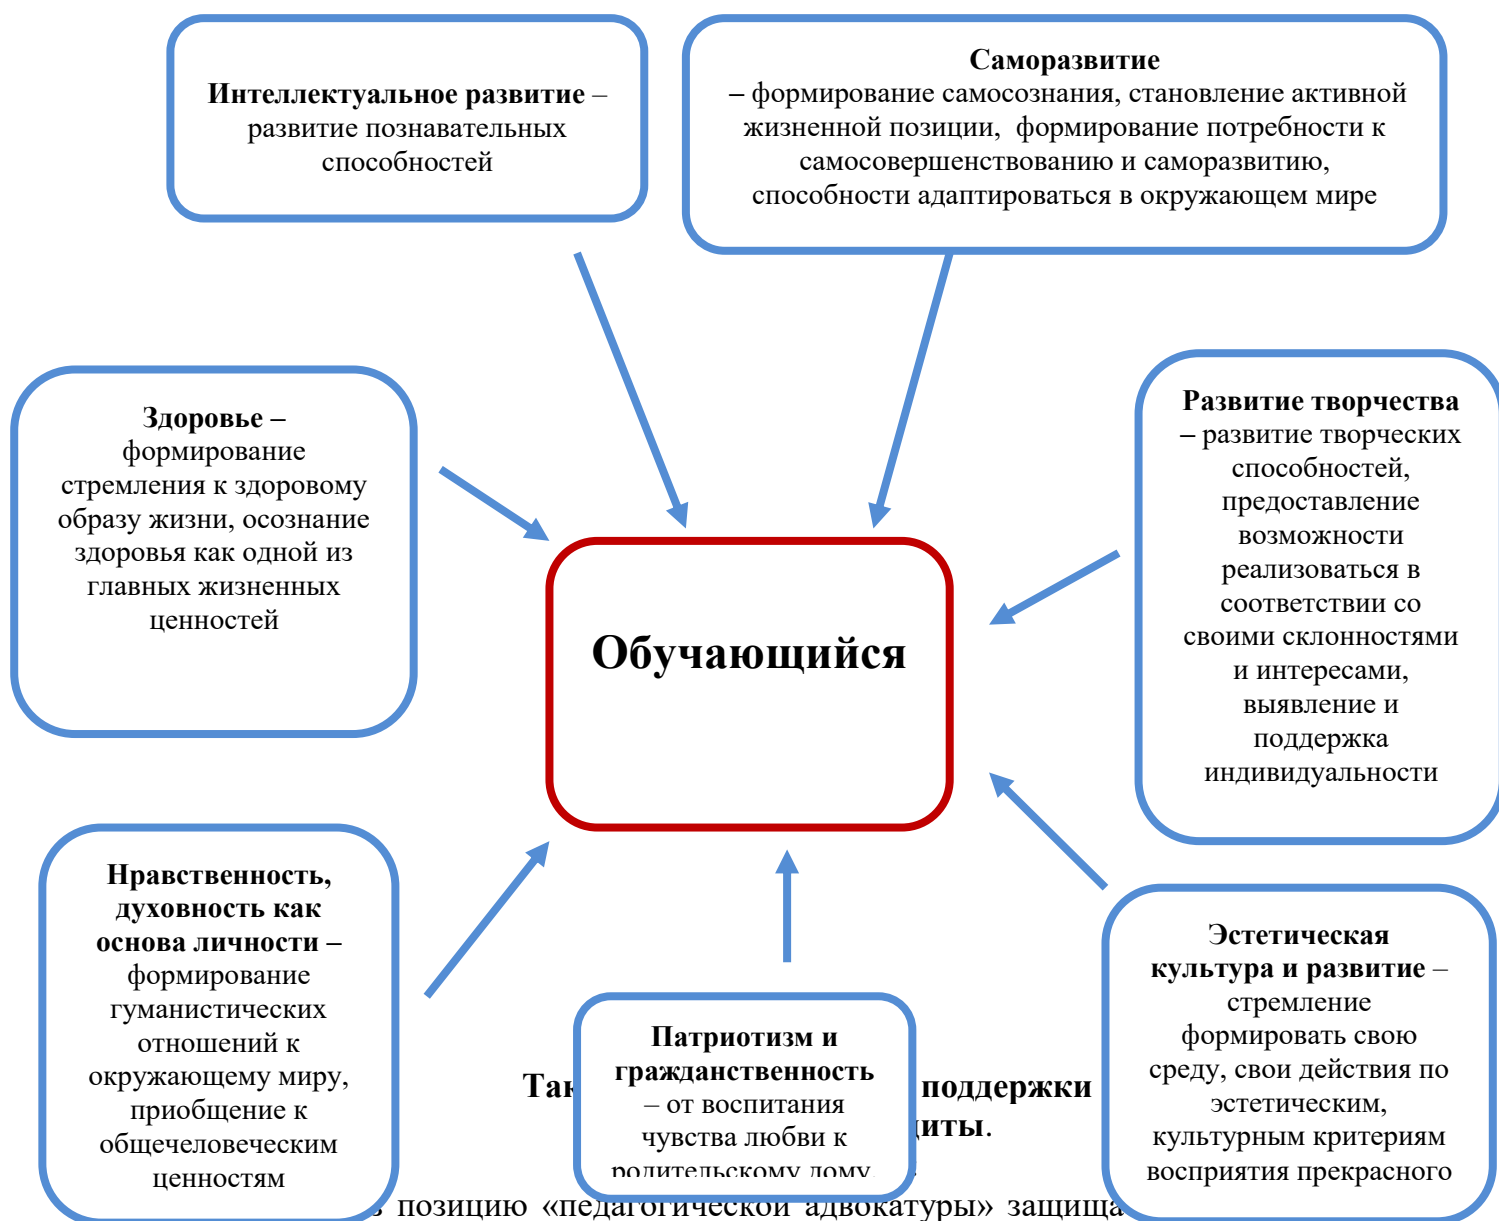 Интеллектуальное развитие –
развитие познавательных
способностей
Саморазвитие
– формирование самосознания, становление активной
жизненной позиции, формирование потребности к
самосовершенствованию и саморазвитию,
способности адаптироваться в окружающем мире
Здоровье –
формирование
стремления к здоровому
образу жизни, осознание
здоровья как одной из
главных жизненных
ценностей
Развитие творчества
– развитие творческих
способностей,
предоставление
возможности
реализоваться в
соответствии со
своими склонностями
и интересами,
выявление и
поддержка
индивидуальности
Обучающийся
Нравственность,
духовность как
основа личности –
формирование
гуманистических
отношений к
окружающему миру,
приобщение к
общечеловеческим
ценностям
Патриотизм и
гражданственность
– от воспитания
чувства любви к
родительскому дому,
Эстетическая
культура и развитие –
стремление
формировать свою
среду, свои действия по
эстетическим,
культурным критериям
восприятия прекрасного
поддержки
позицию «педагогической адвокатуры»